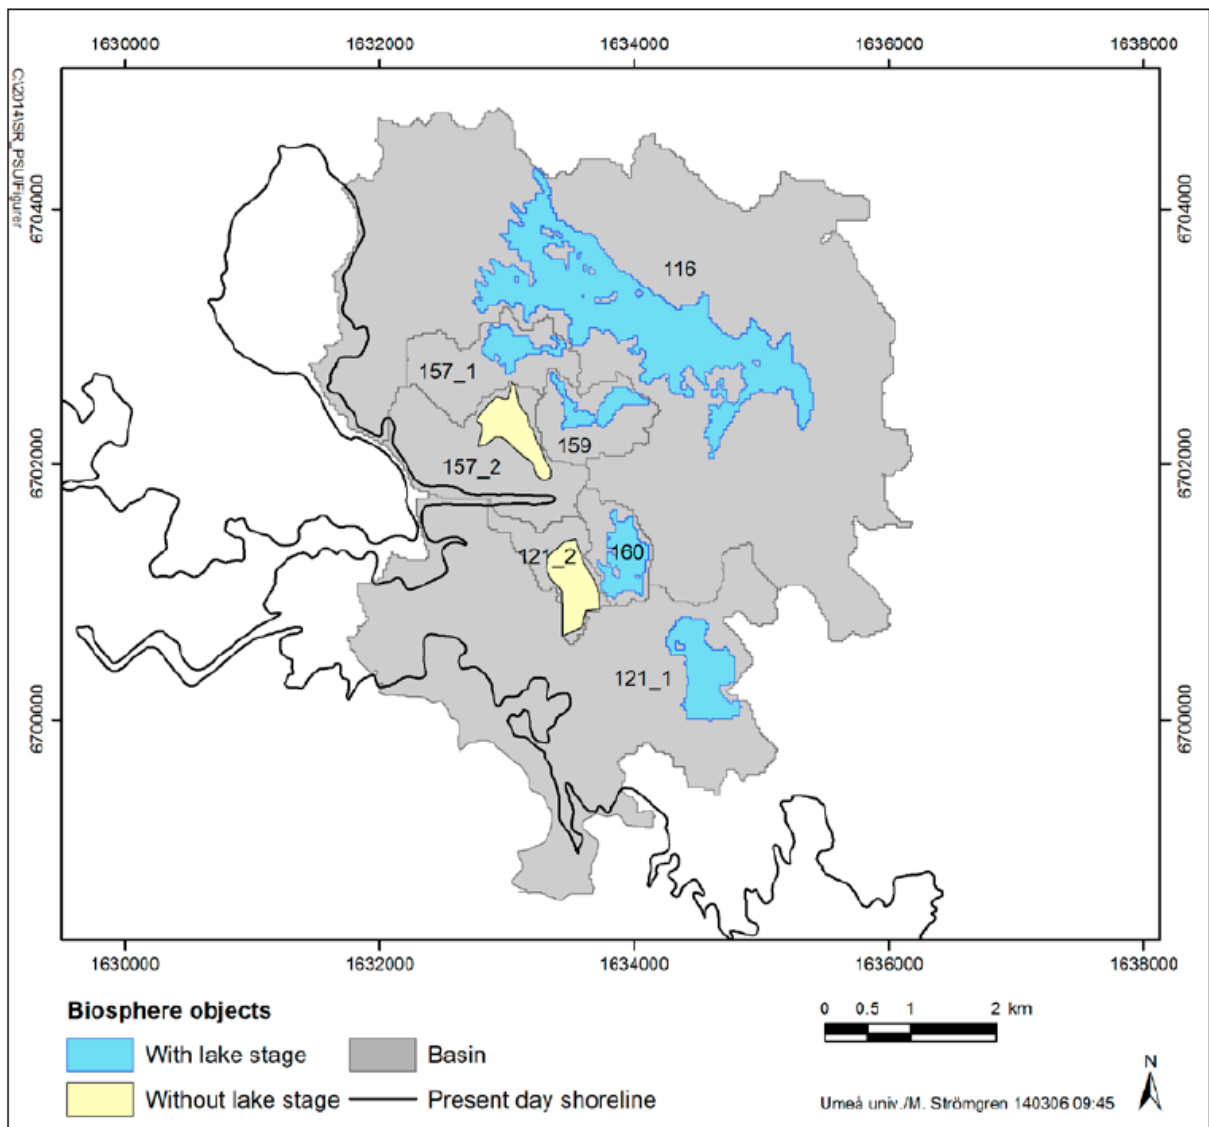 1630000 1632000 1634000 1636000 1638000
C:\2014\SR_PSU\Figurer
6704000 6704000
116
157_1
159
157_2
6702000 6702000
160
121_2
121_1
6700000 6700000
1630000 1632000 1634000 1636000 1638000
Biosphere objects
With lake stage
Basin
Without lake stage
Present day shoreline
0 0.5 1 2 km
N
Umeå univ./M. Strömgren 140306 09:45